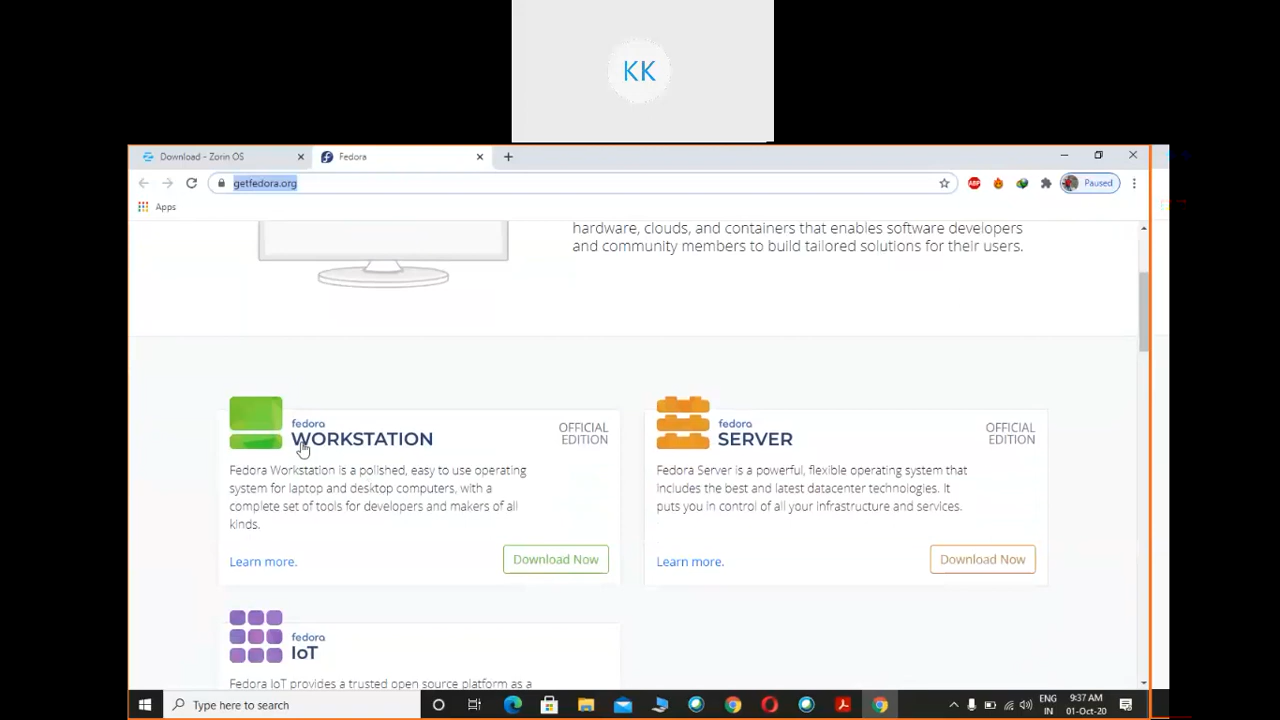 KK
Download - Zorin OS
Fedora
getfedora.org
ABP
Paused
Apps
hardware, clouds, and containers that enables software developers
and community members to build tailored solutions for their users.
fedora
WORKSTATION
OFFICIAL
EDITION
Fedora Workstation is a polished, easy to use operating
system for laptop and desktop computers, with a
complete set of tools for developers and makers of all
kinds.
Learn more.
Download Now
fedora
SERVER
OFFICIAL
EDITION
Fedora Server is a powerful, flexible operating system that
includes the best and latest datacenter technologies. It
puts you in control of all your infrastructure and services.
Learn more.
Download Now
fedora
IoT
Fedora IoT provides a trusted open source platform as a
Type here to search
ENG
IN
9:37 AM
01-Oct-20